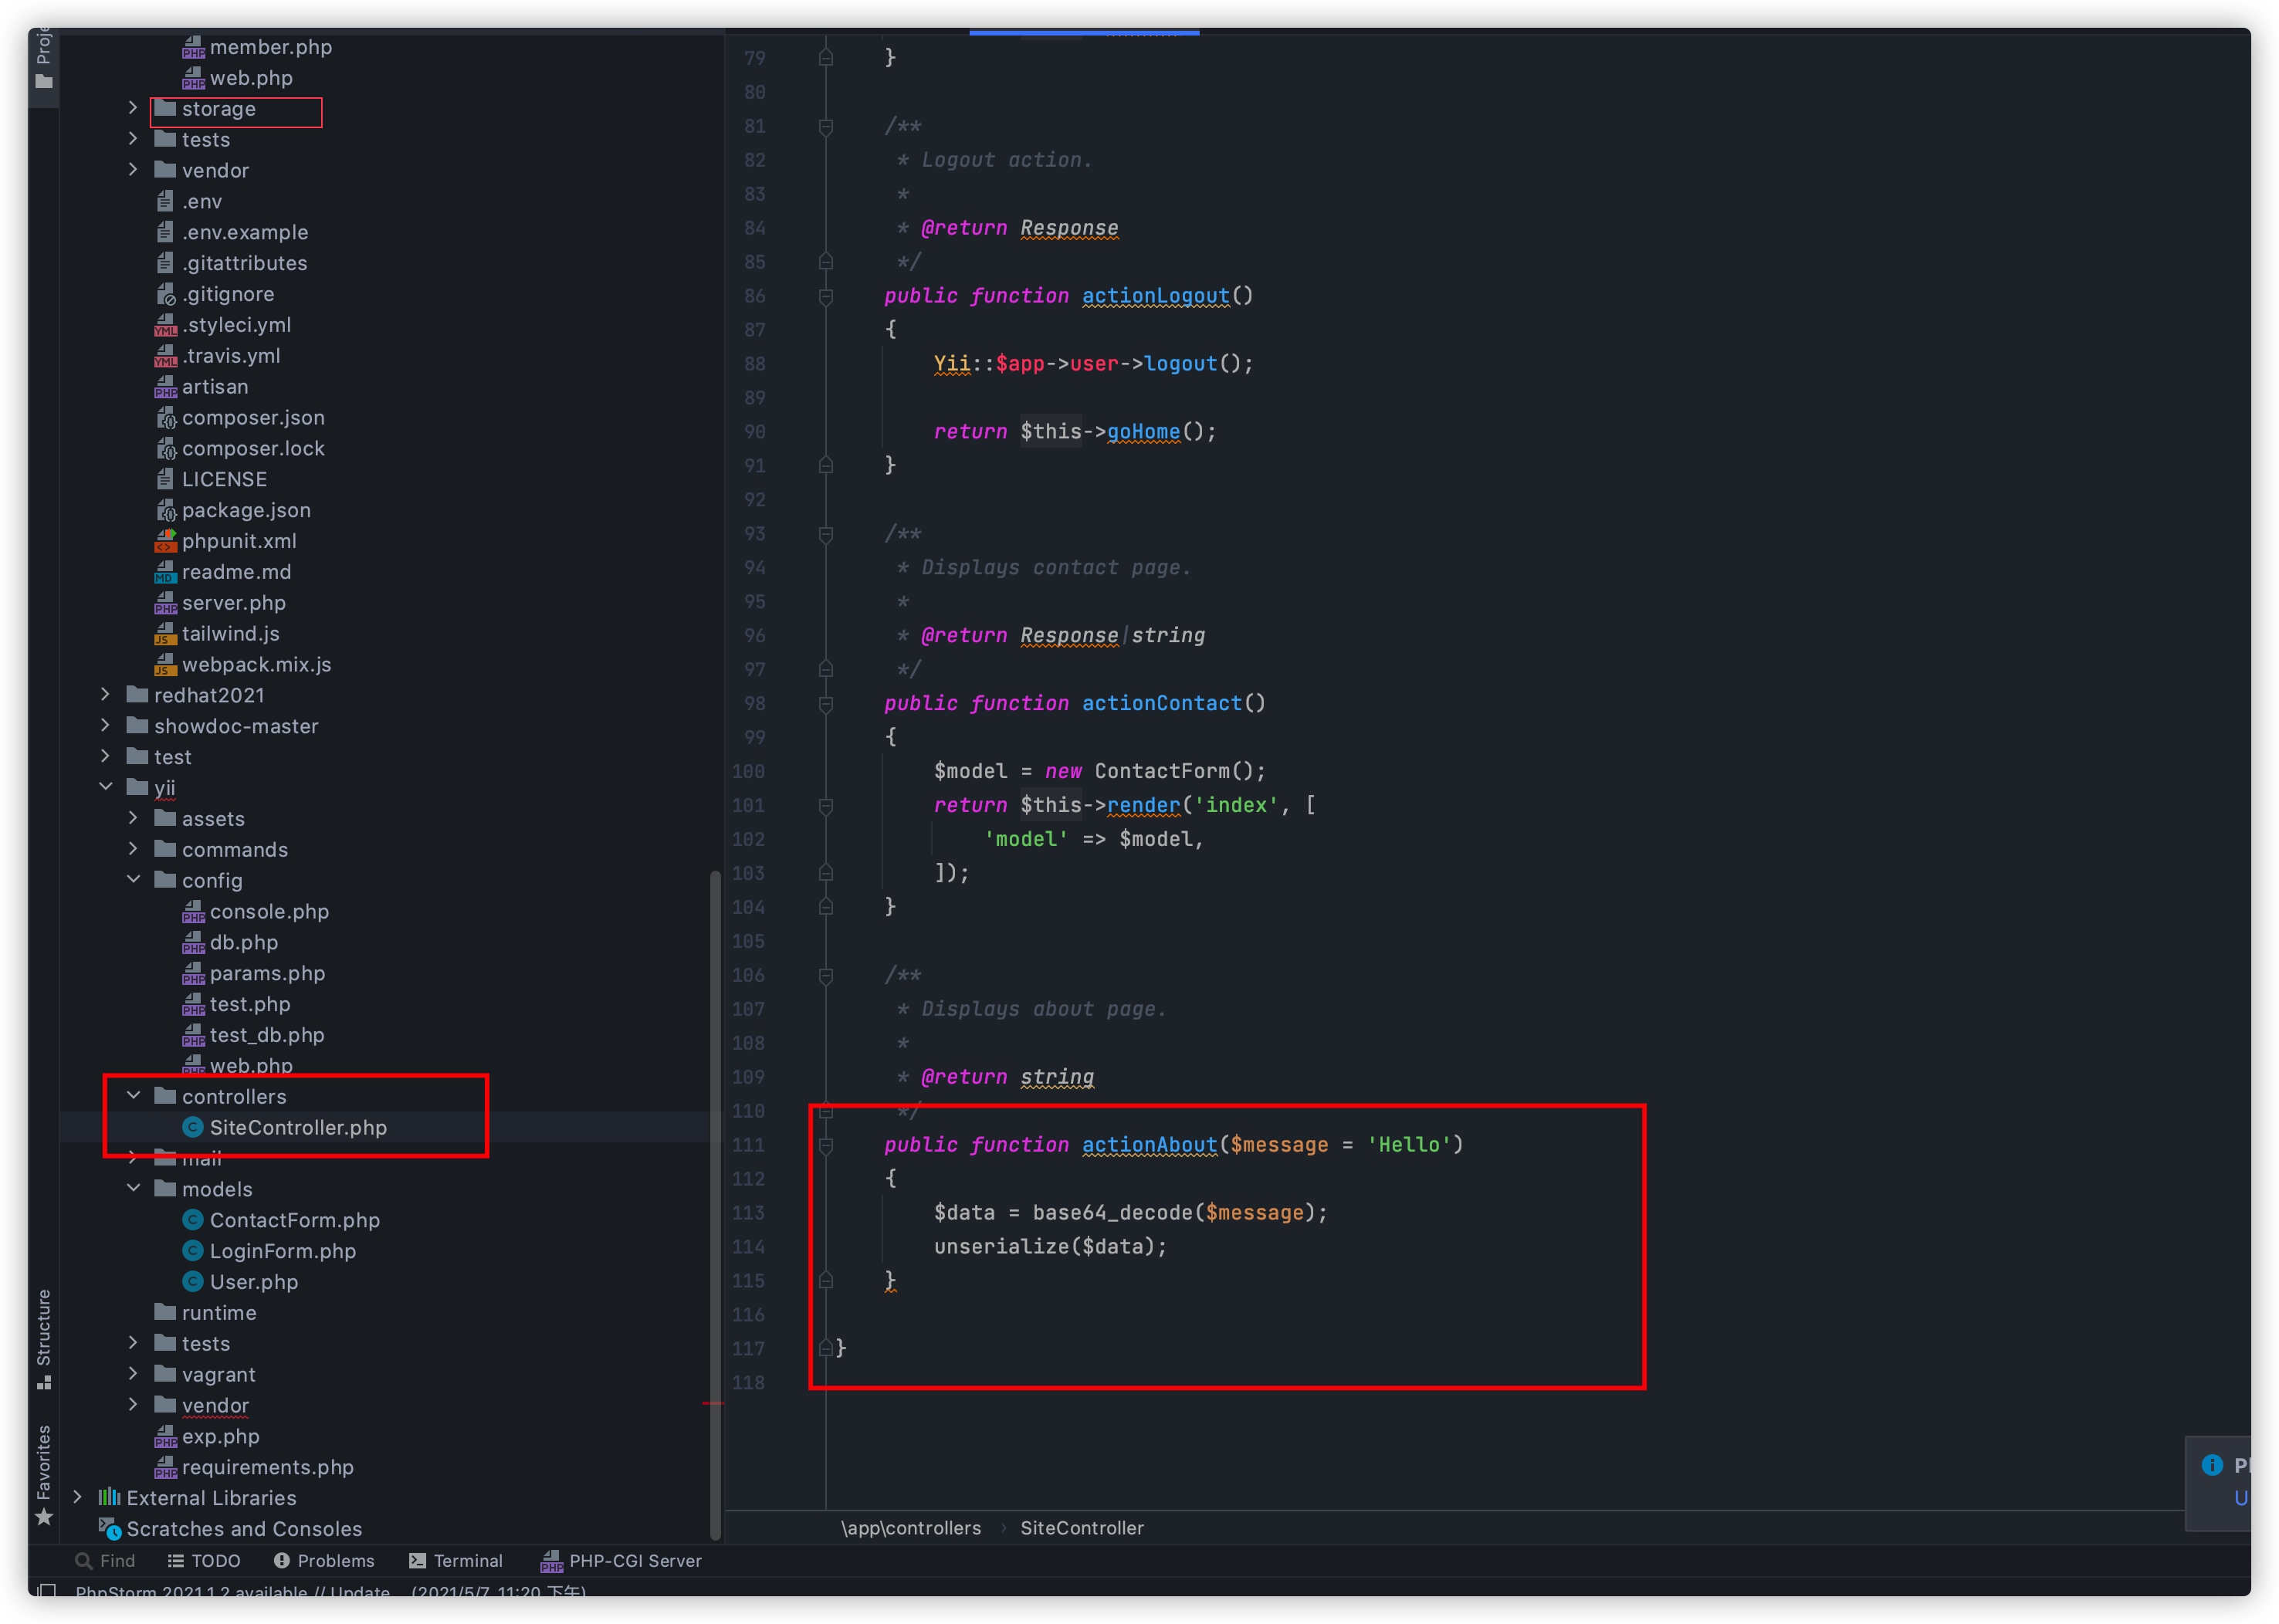 Proje
member.php
web.php
storage
tests
vendor
.env
.env.example
.gitattributes
.gitignore
.styleci.yml
.travis.yml
artisan
composer.json
composer.lock
LICENSE
package.json
phpunit.xml
readme.md
server.php
tailwind.js
webpack.mix.js
redhat2021
showdoc-master
test
yii
assets
commands
config
console.php
db.php
params.php
test.php
test_db.php
web.php
controllers
SiteController.php
mail
models
ContactForm.php
LoginForm.php
User.php
runtime
tests
vagrant
vendor
exp.php
requirements.php
External Libraries
Scratches and Consoles
Structure
Favorites
79 }
80
81 /**
82 * Logout action.
83 *
84 * @return Response
85 */
86 public function actionLogout()
87 {
88 Yii::$app->user->logout();
89
90 return $this->goHome();
91 }
92
93 /**
94 * Displays contact page.
95 *
96 * @return Response|string
97 */
98 public function actionContact()
99 {
100 $model = new ContactForm();
101 return $this->render('index', [
102 'model' => $model,
103 ]);
104 }
105
106 /**
107 * Displays about page.
108 *
109 * @return string
110 */
111 public function actionAbout($message = 'Hello')
112 {
113 $data = base64_decode($message);
114 unserialize($data);
115 }
116
117 }
118
\app\controllers › SiteController
Find TODO Problems Terminal PHP-CGI Server
PhpStorm 2021.1.2 available // Update... (2021/5/7, 11:20 下午)